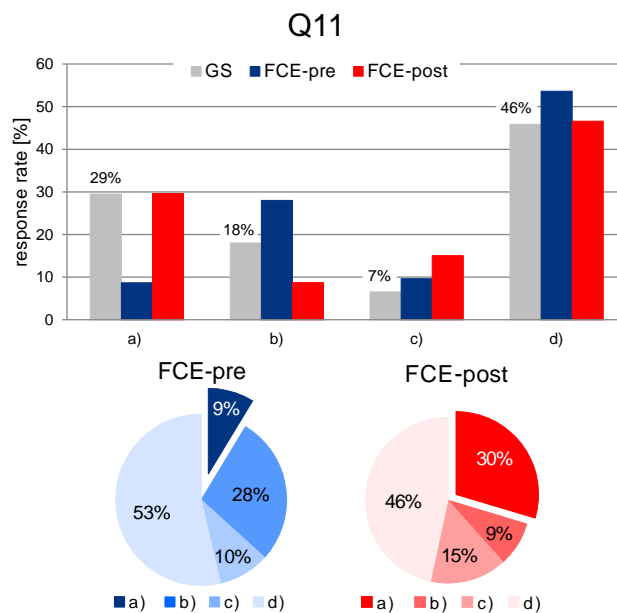 Q11
60
50
40
30
20
10
0
response rate [%]
GS FCE-pre FCE-post
29%
18%
7%
46%
a) b) c) d)
FCE-pre FCE-post
9%
28%
10%
53%
30%
9%
15%
46%
a) b) c) d)
a) b) c) d)